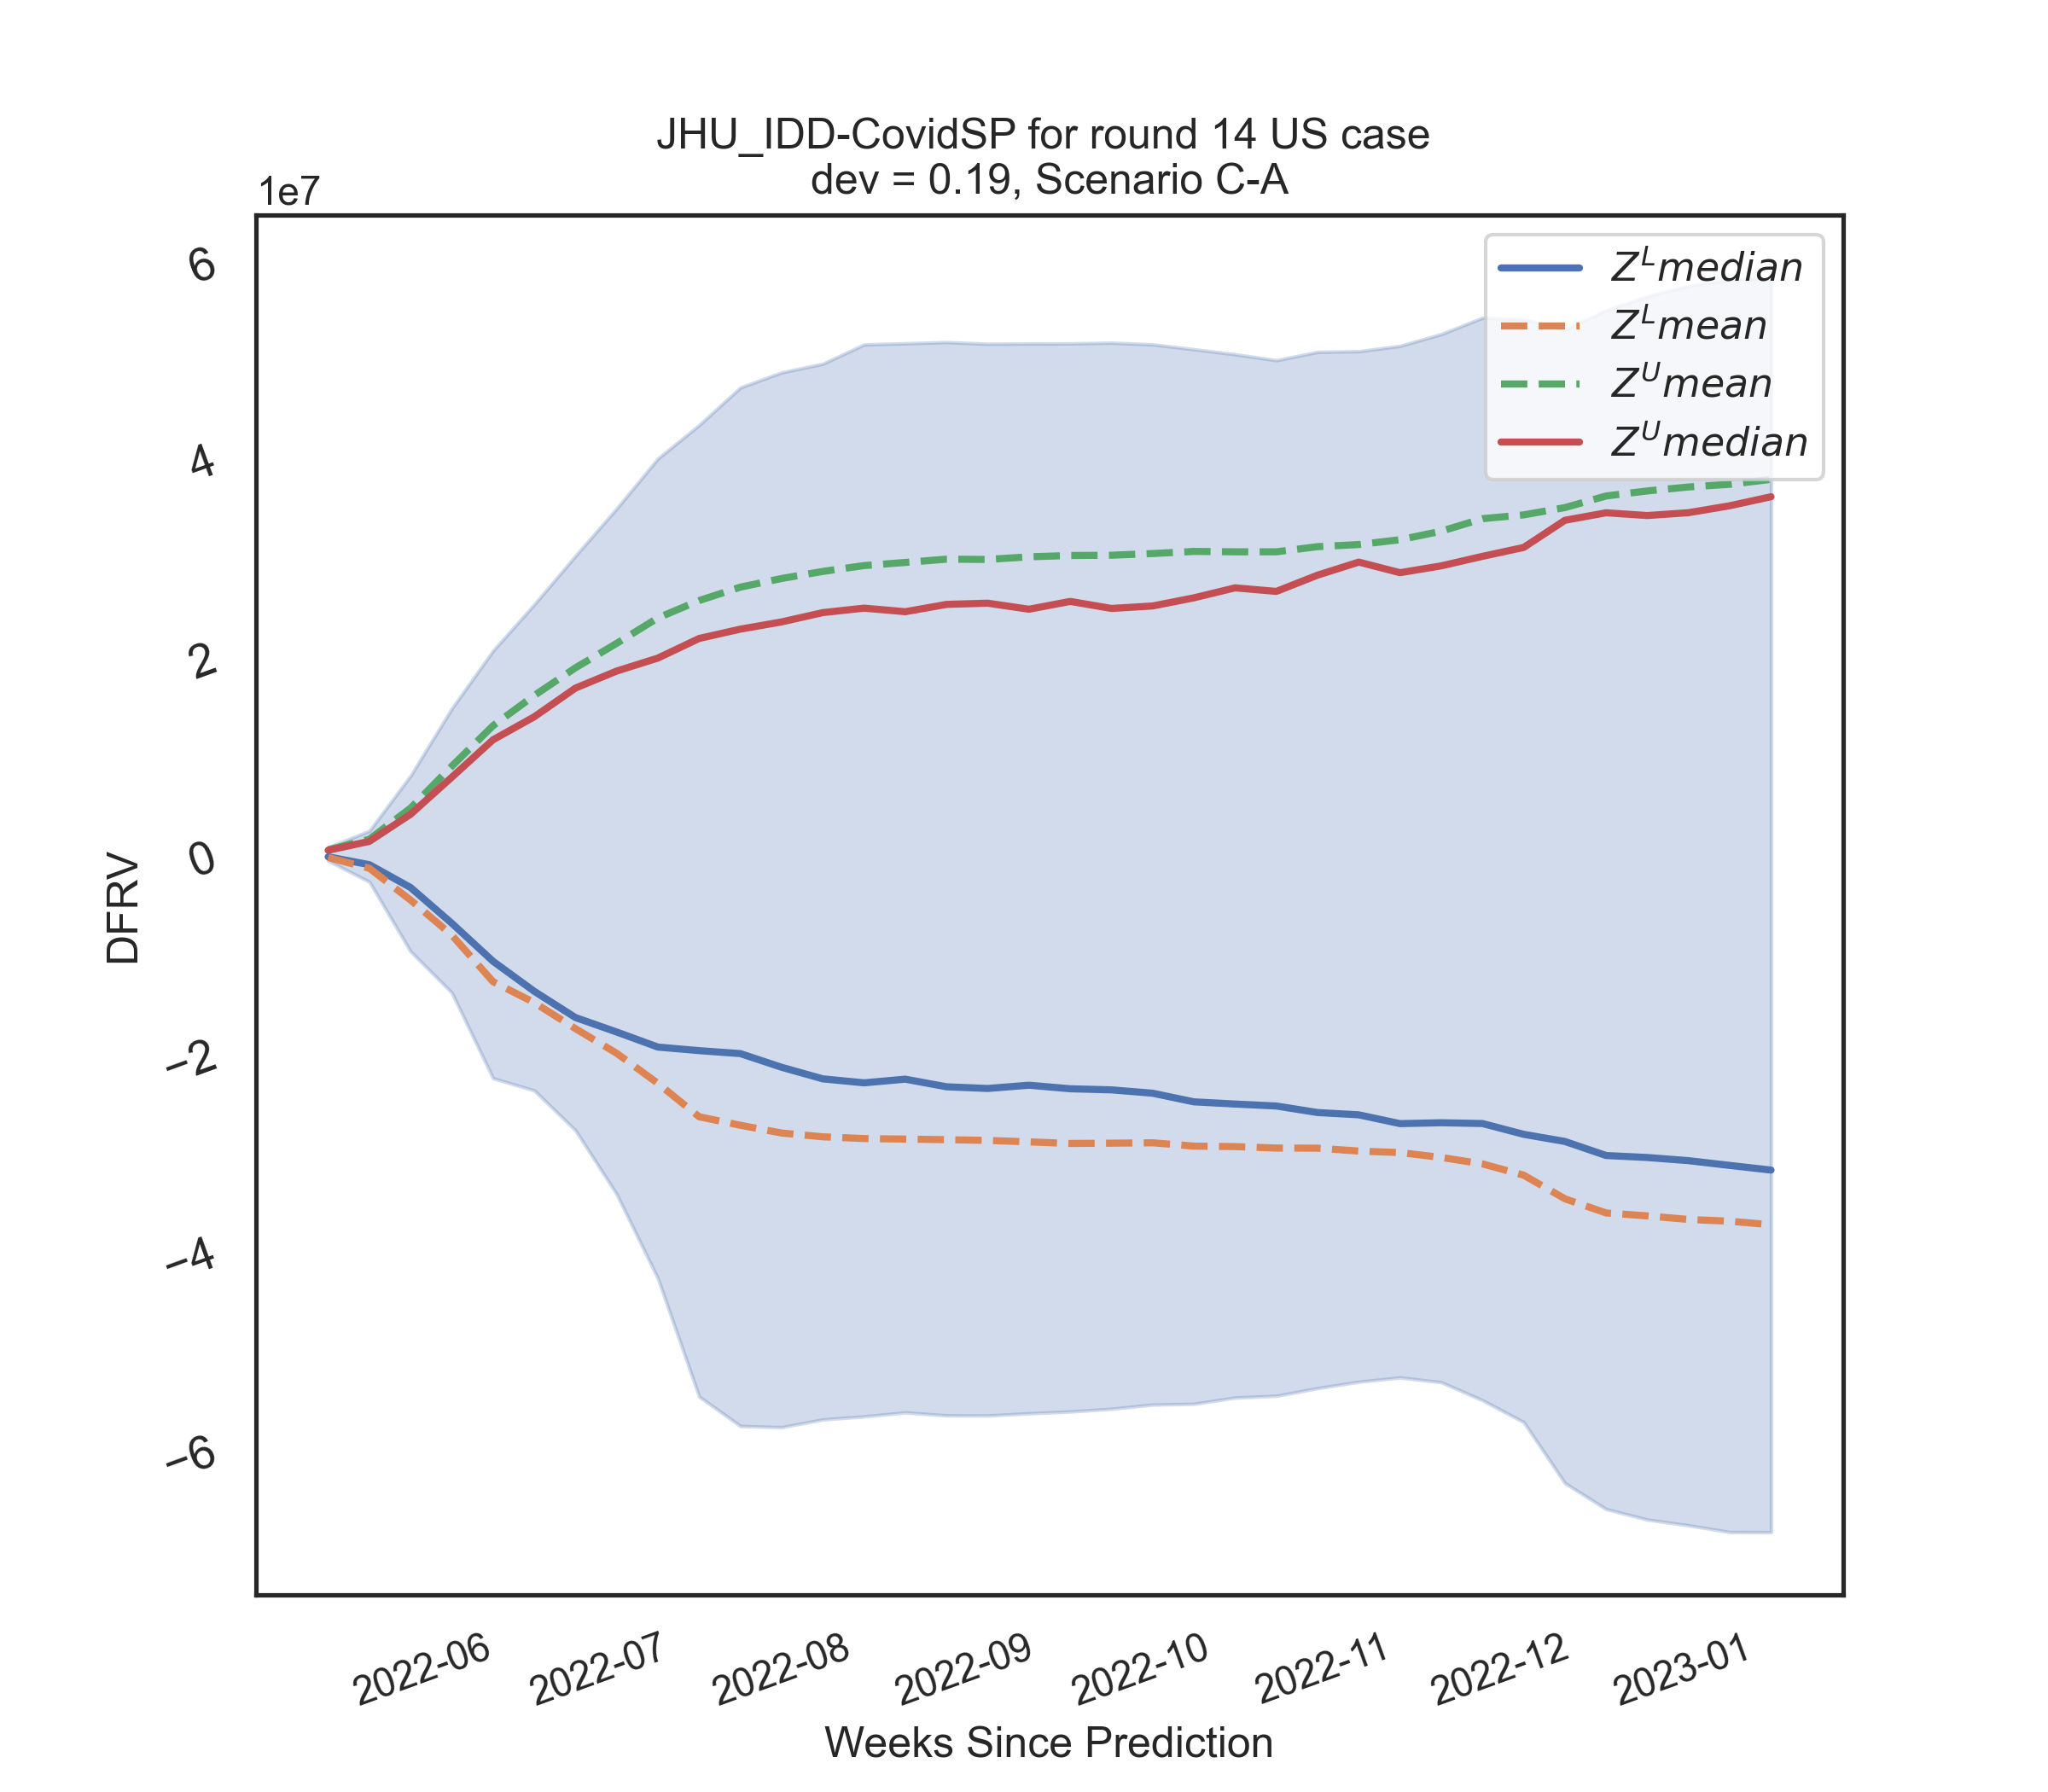 JHU_IDD-CovidSP for round 14 US case
dev = 0.19, Scenario C-A
1e7
6
4
2
0
−2
−4
−6
DFRV
Z^L median
Z^L mean
Z^U mean
Z^U median
2022-06
2022-07
2022-08
2022-09
2022-10
2022-11
2022-12
2023-01
Weeks Since Prediction